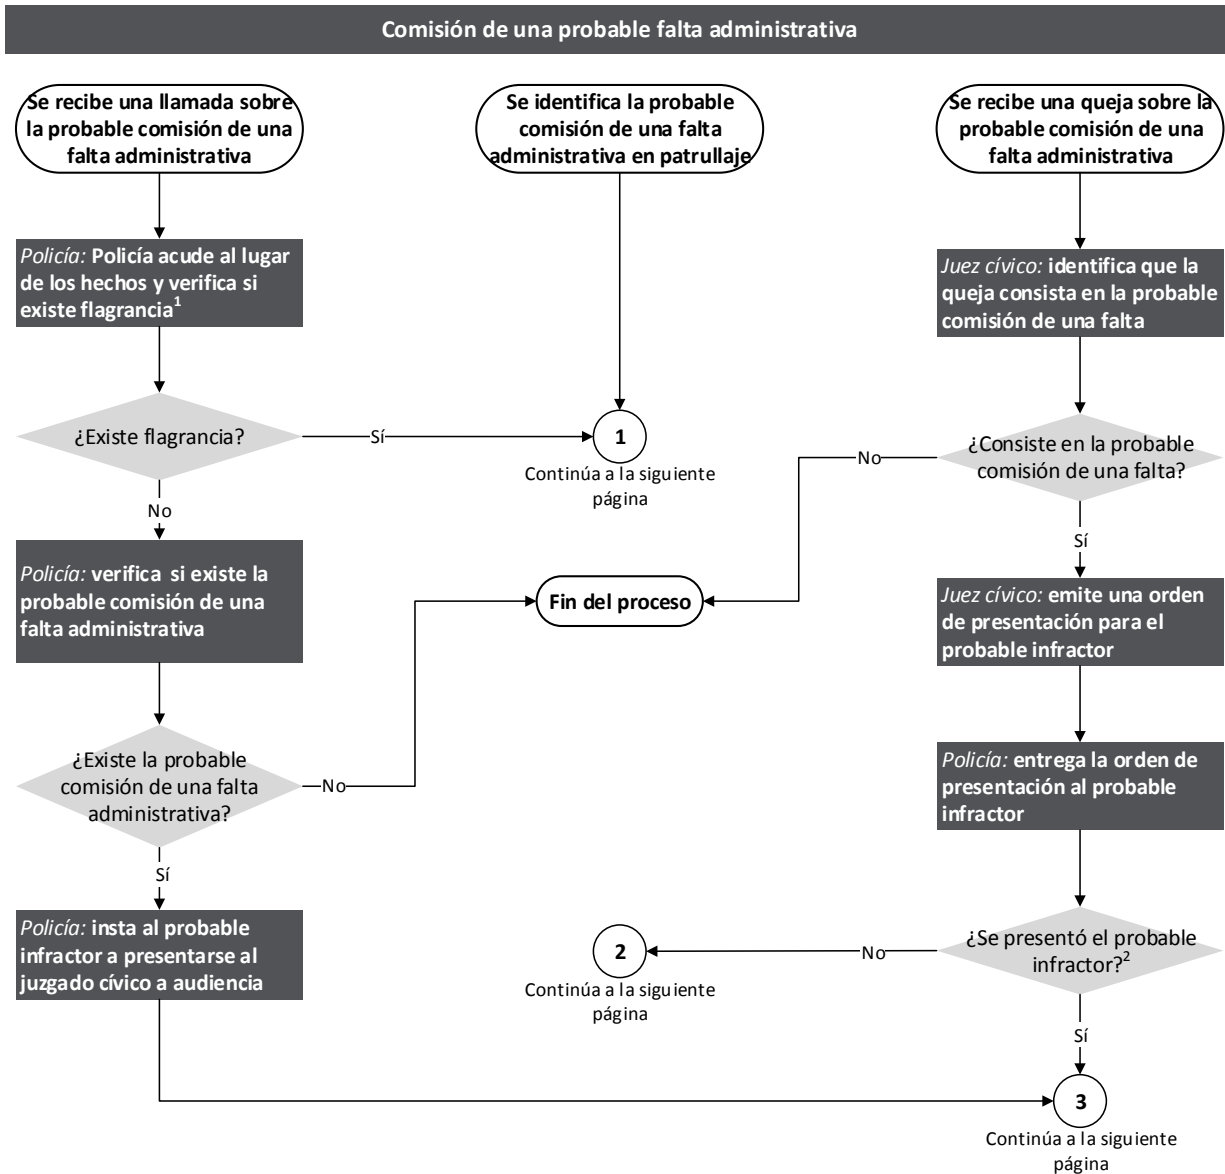 Comisión de una probable falta administrativa
Se recibe una llamada sobre
la probable comisión de una
falta administrativa
Se identifica la probable
comisión de una falta
administrativa en patrullaje
Se recibe una queja sobre la
probable comisión de una
falta administrativa
Policía: Policía acude al lugar
de los hechos y verifica si
existe flagrancia1
Juez cívico: identifica que la
queja consista en la probable
comisión de una falta
¿Existe flagrancia?
Sí
1
Continúa a la siguiente
página
No
¿Consiste en la probable
comisión de una falta?
No
Sí
Policía: verifica si existe la
probable comisión de una
falta administrativa
Fin del proceso
Juez cívico: emite una orden
de presentación para el
probable infractor
¿Existe la probable
comisión de una falta
administrativa?
No
Policía: entrega la orden de
presentación al probable
infractor
Sí
Policía: insta al probable
infractor a presentarse al
juzgado cívico a audiencia
2
Continúa a la siguiente
página
No
¿Se presentó el probable
infractor?2
Sí
3
Continúa a la siguiente
página